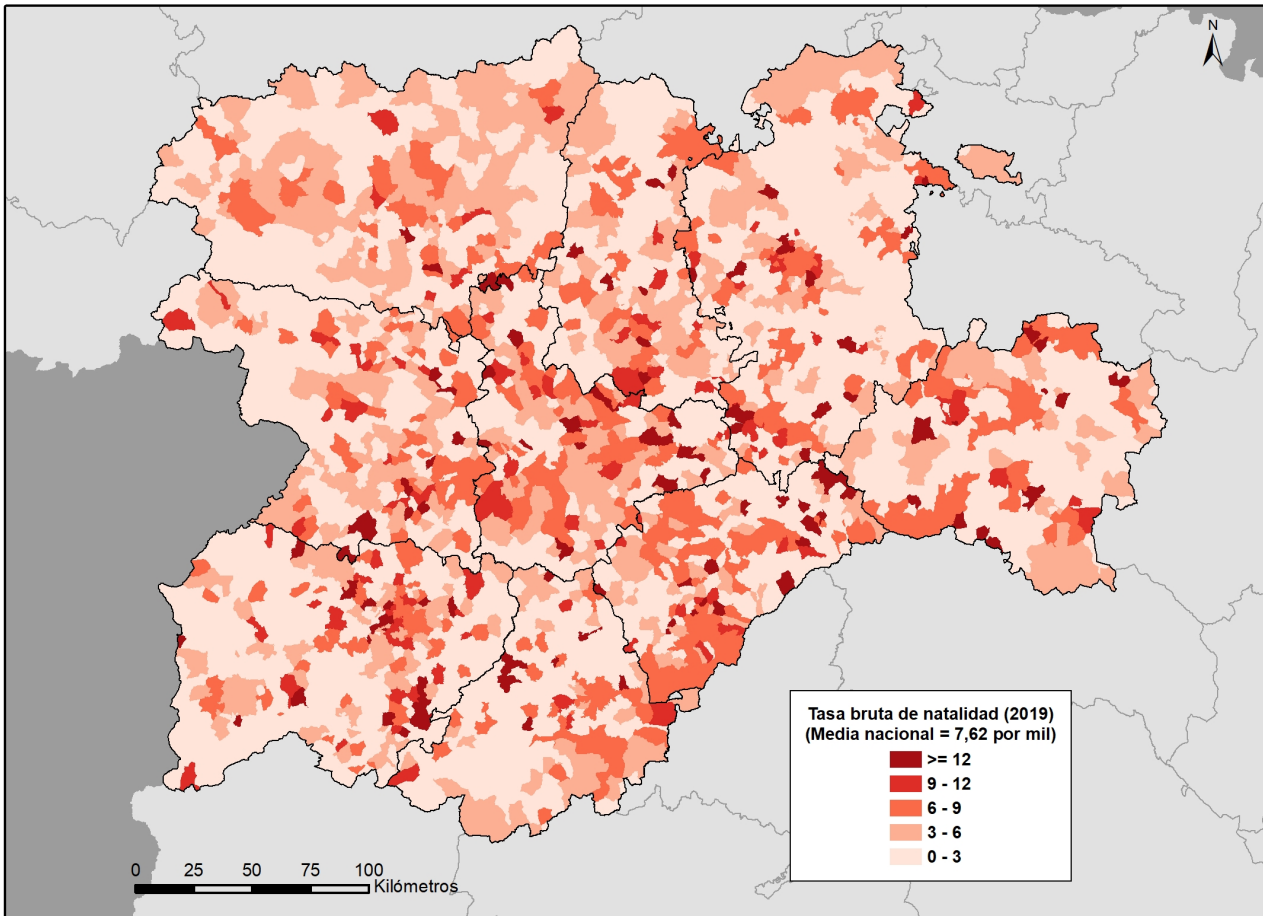 N
Tasa bruta de natalidad (2019)
(Media nacional = 7,62 por mil)
>= 12
9 - 12
6 - 9
3 - 6
0 - 3
0 25 50 75 100
Kilómetros